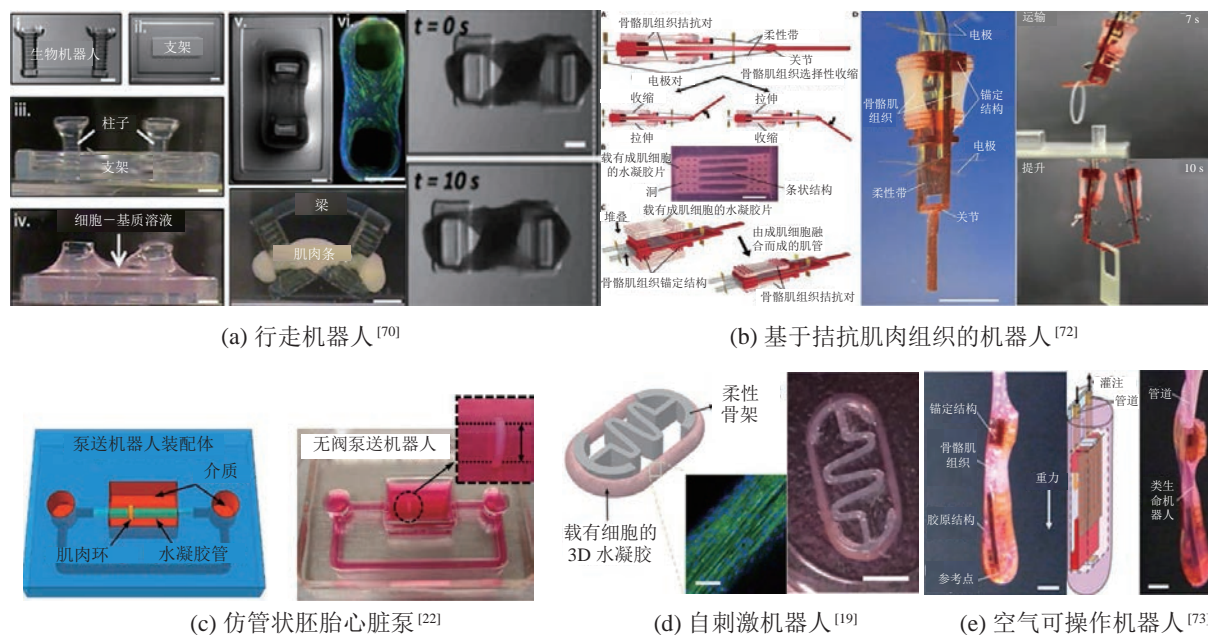 i.
生物机器人
ii.
支架
iii.
柱子
支架
iv.
细胞-基质溶液
v.
vi.
梁
肌肉条
t = 0s
t = 10s
(a) 行走机器人[70]
A
骨骼肌组织拮抗对
柔性带
关节
电极对
骨骼肌组织选择性收缩
收缩
拉伸
拉伸
收缩
B
载有成肌细胞
的水凝胶片
洞
条状结构
C
载有成肌细胞的水凝胶片
堆叠
由成肌细胞融
合而成的肌管
骨骼肌组织锚定结构
骨骼肌组织拮抗对
D
电极
骨骼肌
组织
锚定
结构
电极
柔性带
关节
运输
7 s
提升
10 s
(b) 基于拮抗肌肉组织的机器人[72]
泵送机器人装配体
介质
肌肉环
水凝胶管
无阀泵送机器人
(c) 仿管状胚胎心脏泵[22]
柔性
骨架
载有细胞的
3D 水凝胶
(d) 自刺激机器人[19]
锚定结构
骨骼肌
组织
胶原结构
参考点
重力
灌注
管道
管道
类生
命机
器人
(e) 空气可操作机器人[73]